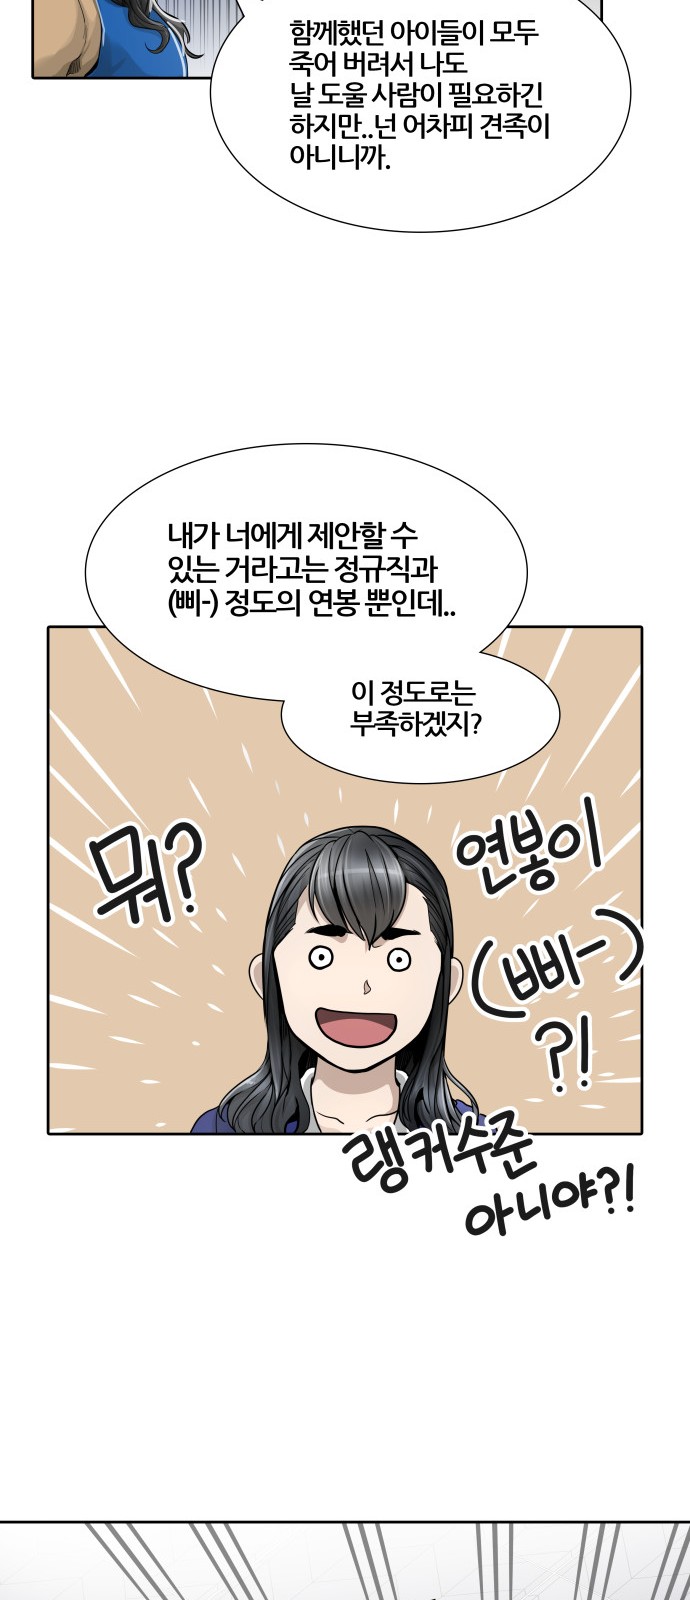 함께했던 아이들이 모두
죽어 버려서 나도
날 도울 사람이 필요하긴
하지만..넌 어차피 견족이
아니니까.
내가 너에게 제안할 수
있는 거라고는 정규직과
(삐-) 정도의 연봉 뿐인데..
이 정도로는
부족하겠지?
뭐?
연봉이
(삐-)
?!
랭커수준
아니야?!